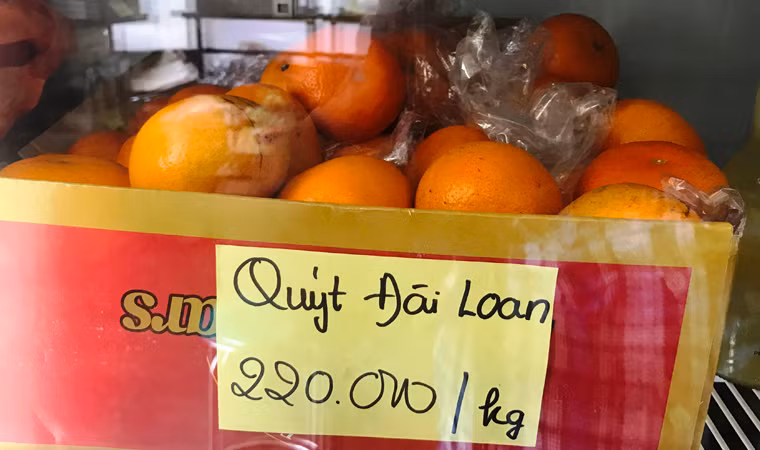 Quýt Đài Loan
220.000/kg